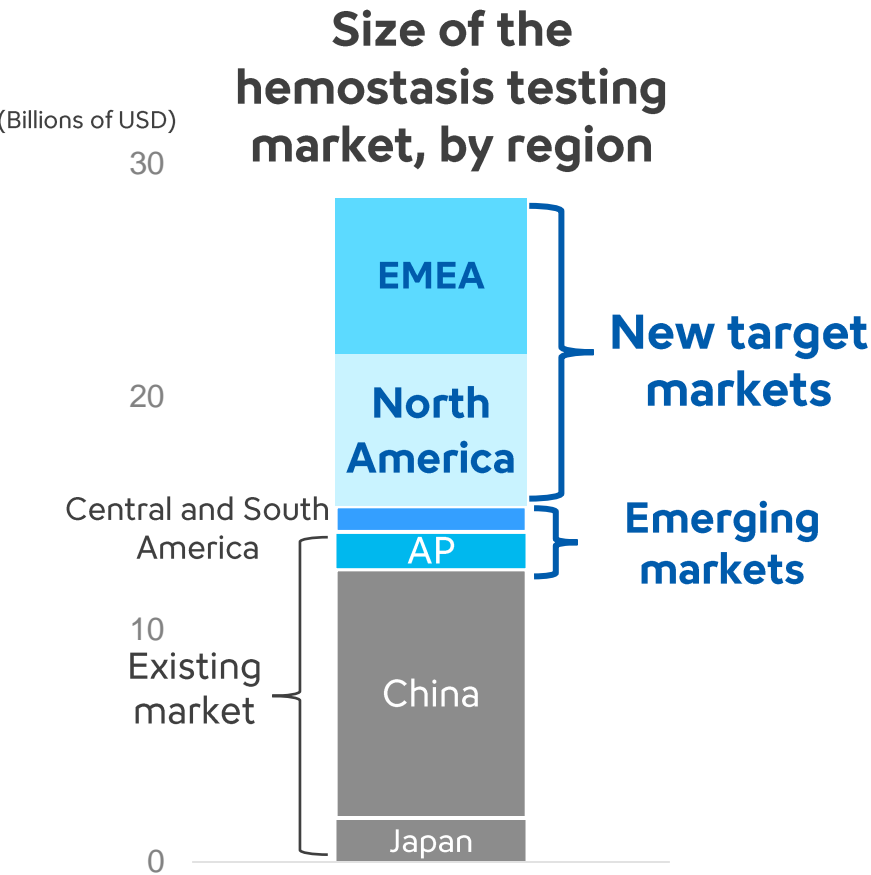 Size of the
hemostasis testing
market, by region
(Billions of USD)
30
EMEA
New target
markets
20
North
America
Central and South
America
Emerging
markets
AP
10
Existing
market
China
Japan
0